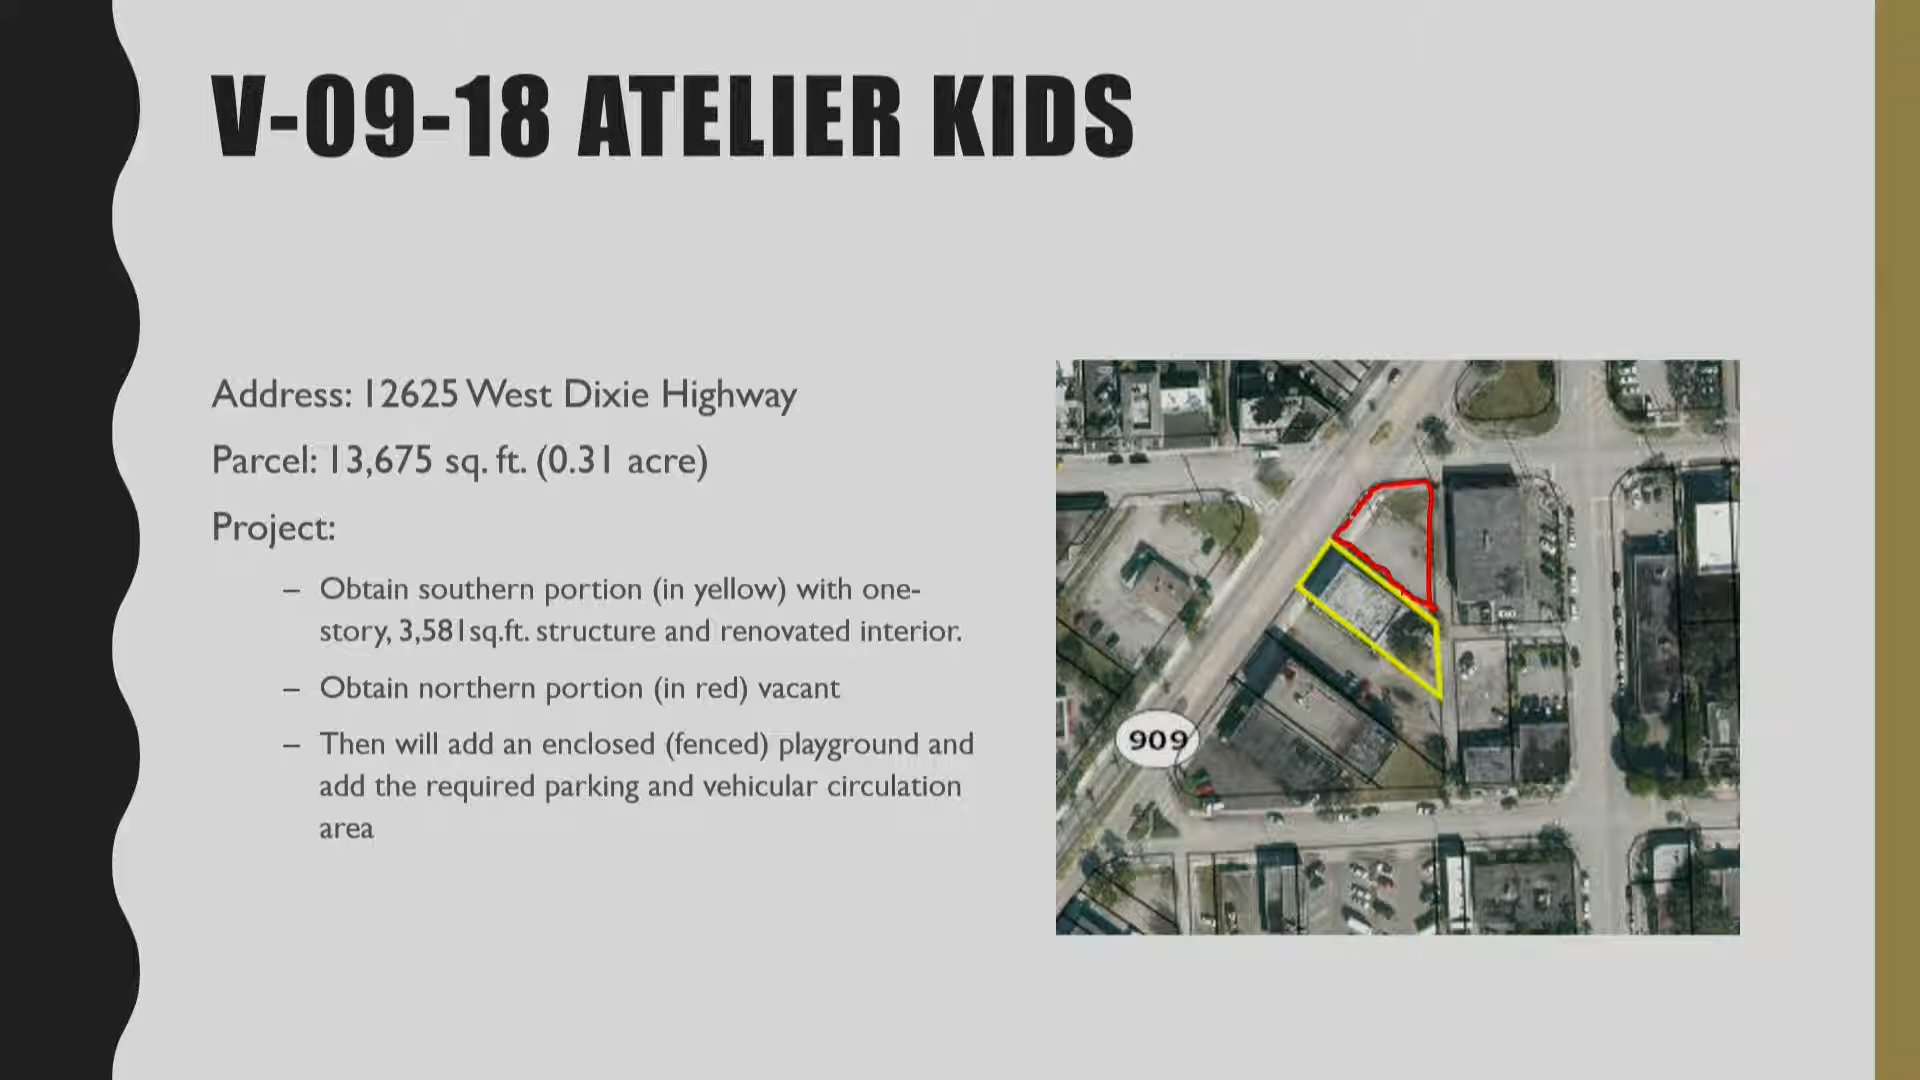 V-09-18 ATELIER KIDS
Address: 12625 West Dixie Highway
Parcel: 13,675 sq. ft. (0.31 acre)
Project:
– Obtain southern portion (in yellow) with one-
story, 3,581sq.ft. structure and renovated interior.
– Obtain northern portion (in red) vacant
– Then will add an enclosed (fenced) playground and
add the required parking and vehicular circulation
area
909